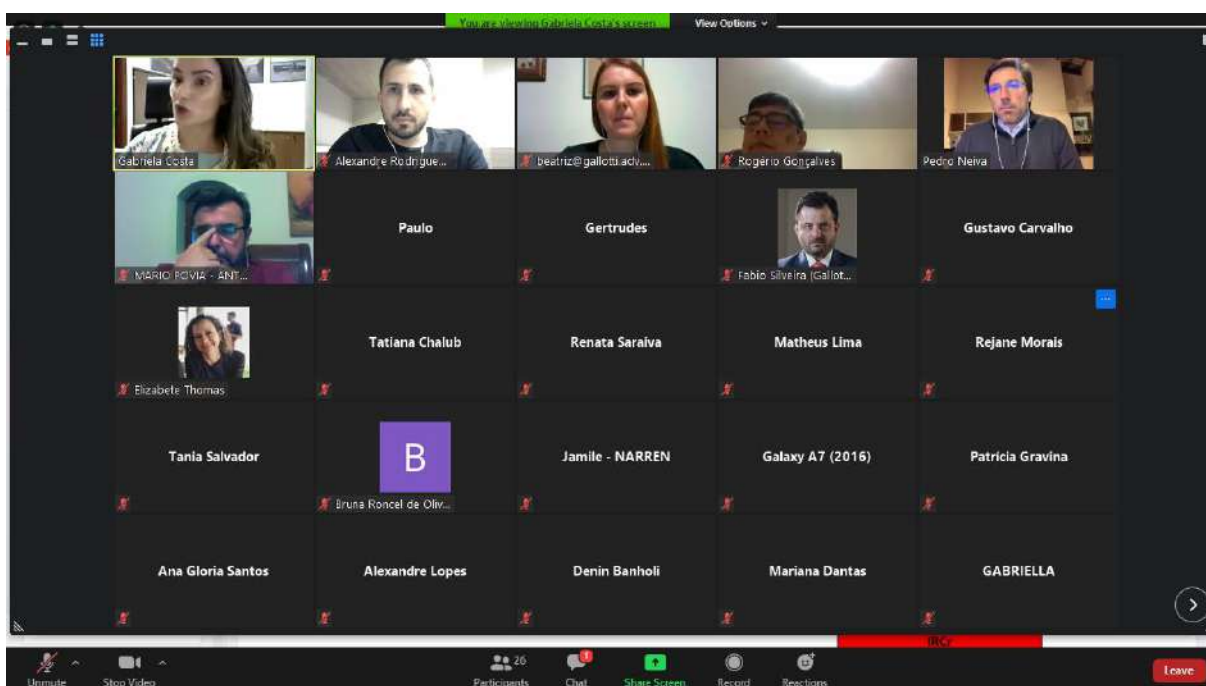 You are viewing Gabriela Costa's screen
View Options
Gabriela Costa
Alexandre Rodrigue...
beatriz@gallotti.adv....
Rogério Gonçalves
Pedro Neiva
MARIO POVIA - ANT...
Paulo
Gertrudes
Fabio Silveira (Gallot...
Gustavo Carvalho
Elizabete Thomas
Tatiana Chalub
Renata Saraiva
Matheus Lima
Rejane Morais
Tania Salvador
B
Bruna Roncel de Oliv...
Jamile - NARREN
Galaxy A7 (2016)
Patrícia Gravina
Ana Gloria Santos
Alexandre Lopes
Denin Banholi
Mariana Dantas
GABRIELLA
Unmute
Stop Video
26
Participants
1
Chat
Share Screen
Record
Reactions
Leave